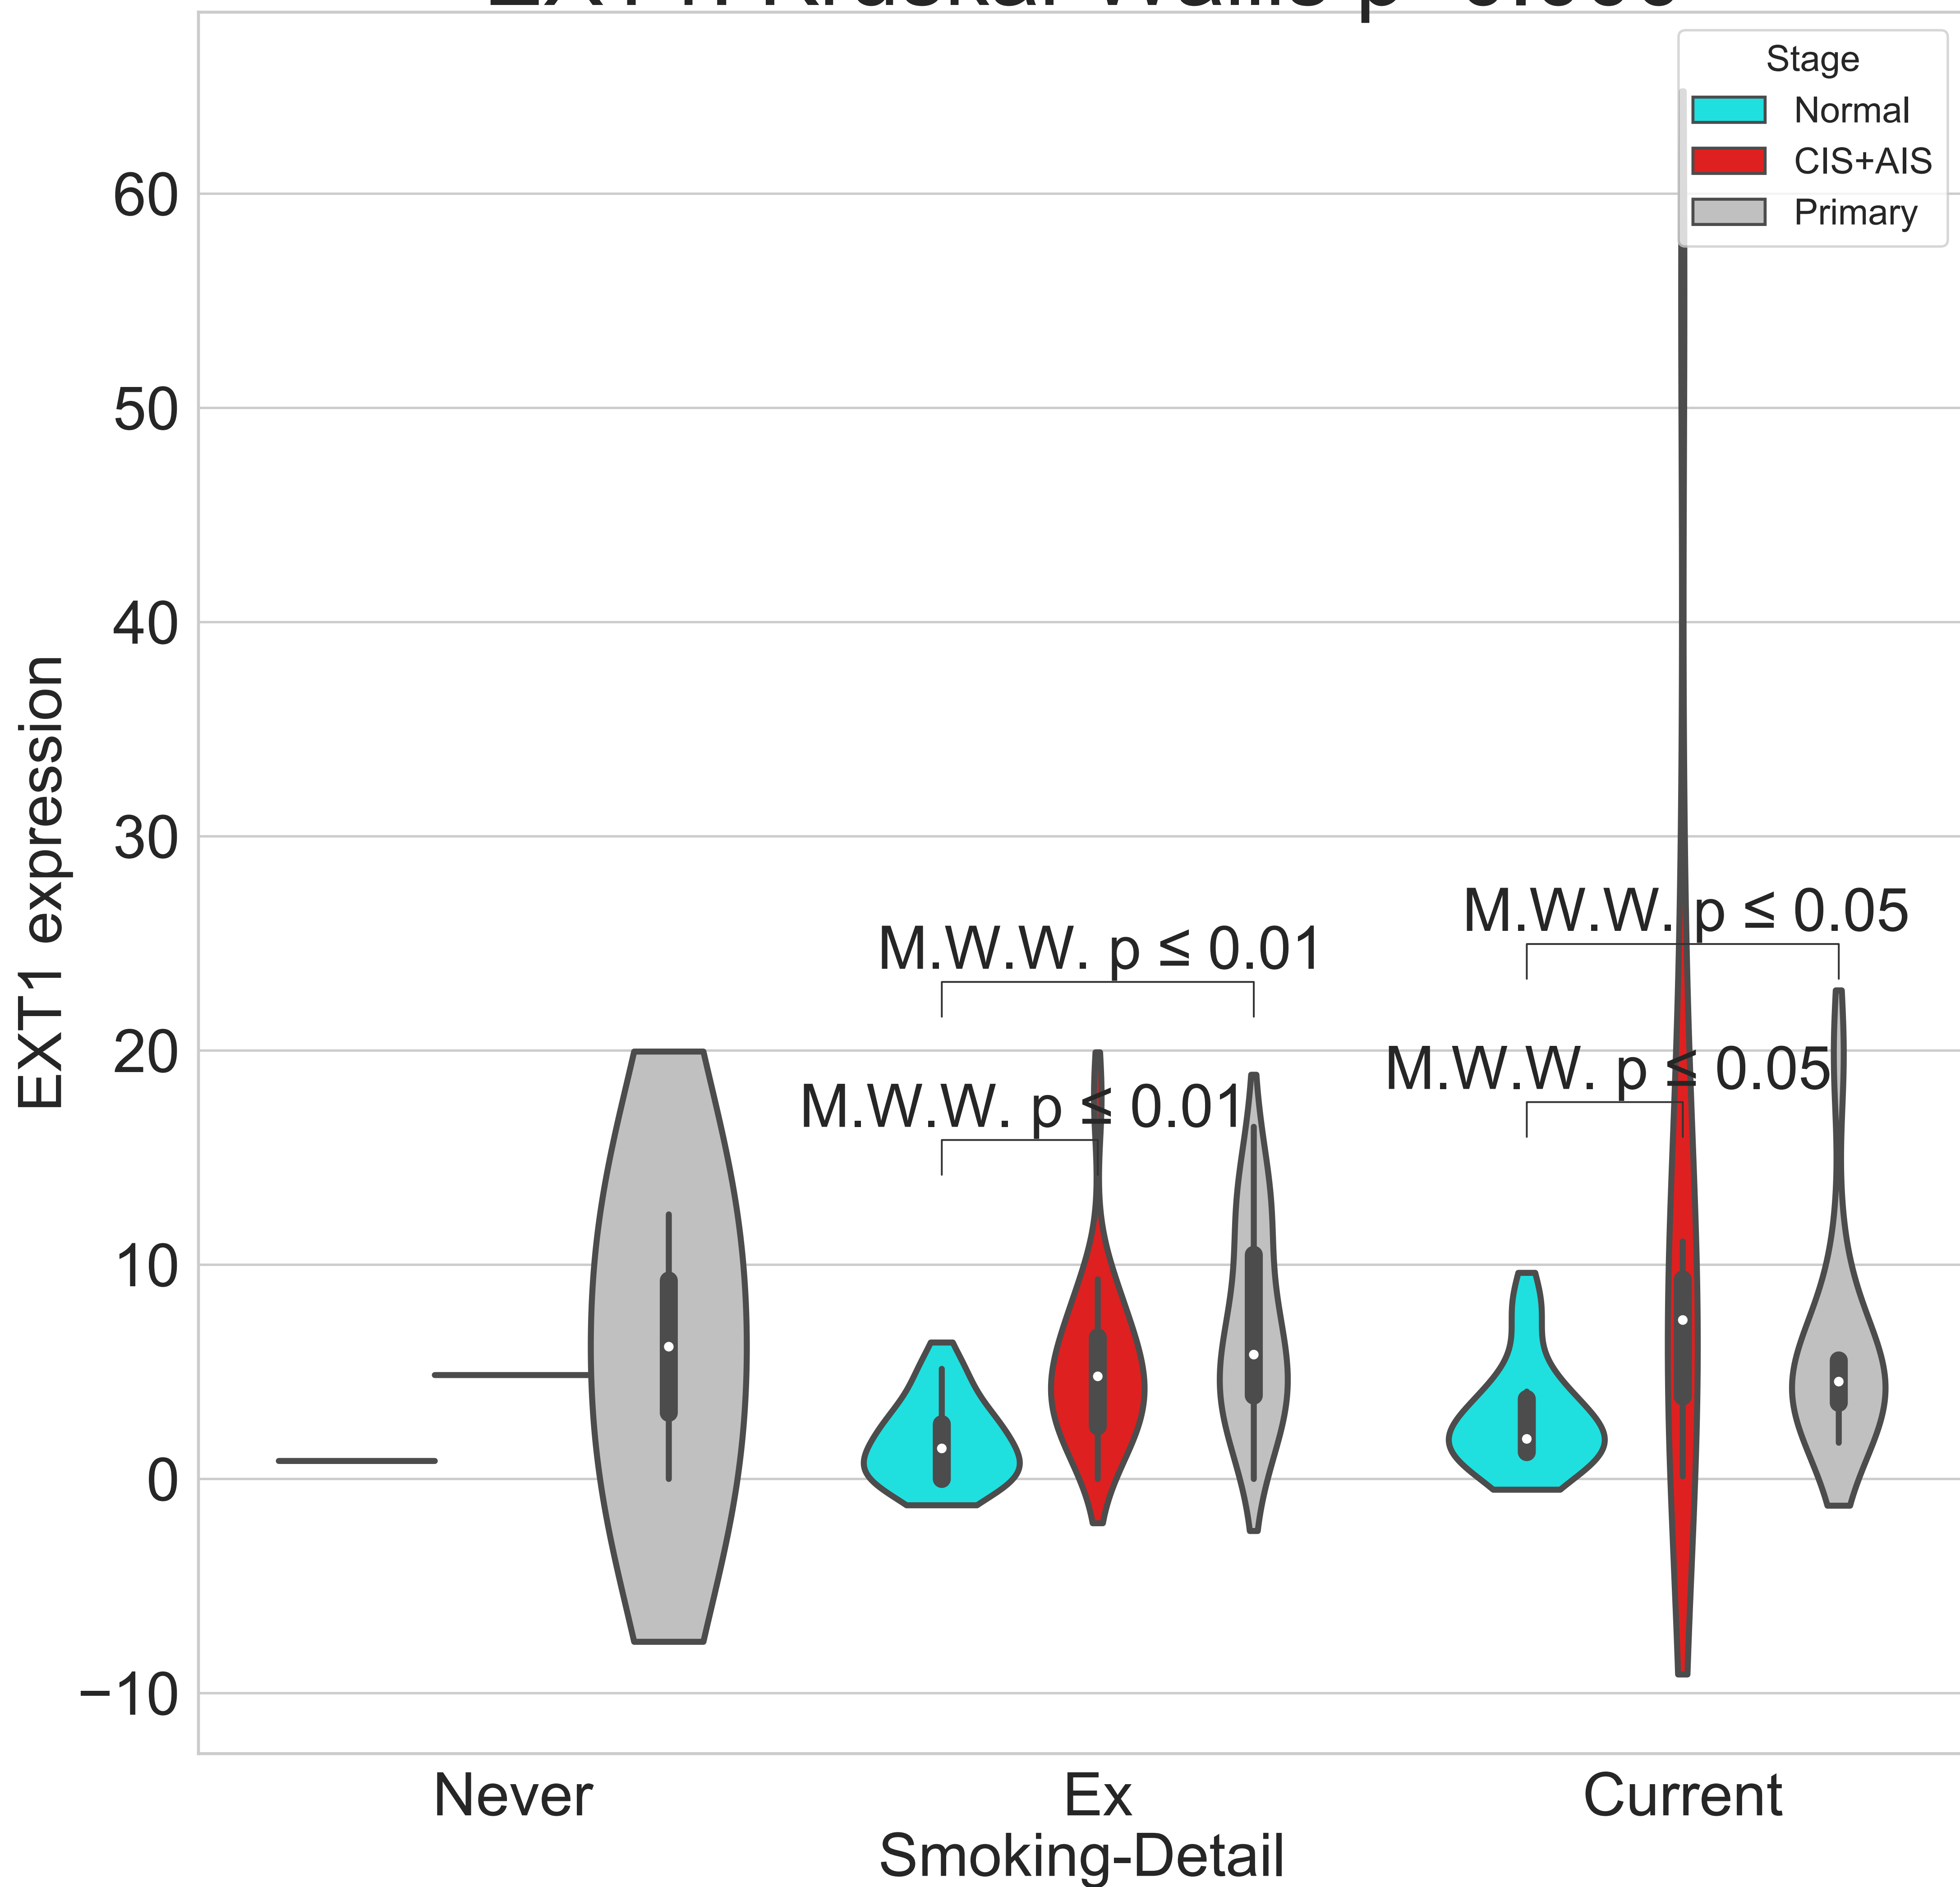 Stage
Normal
CIS+AIS
Primary
60
50
40
30
20
10
0
−10
EXT1 expression
M.W.W. p ≤ 0.01
M.W.W. p ≤ 0.01
M.W.W. p ≤ 0.05
M.W.W. p ≤ 0.05
Never
Ex
Current
Smoking-Detail